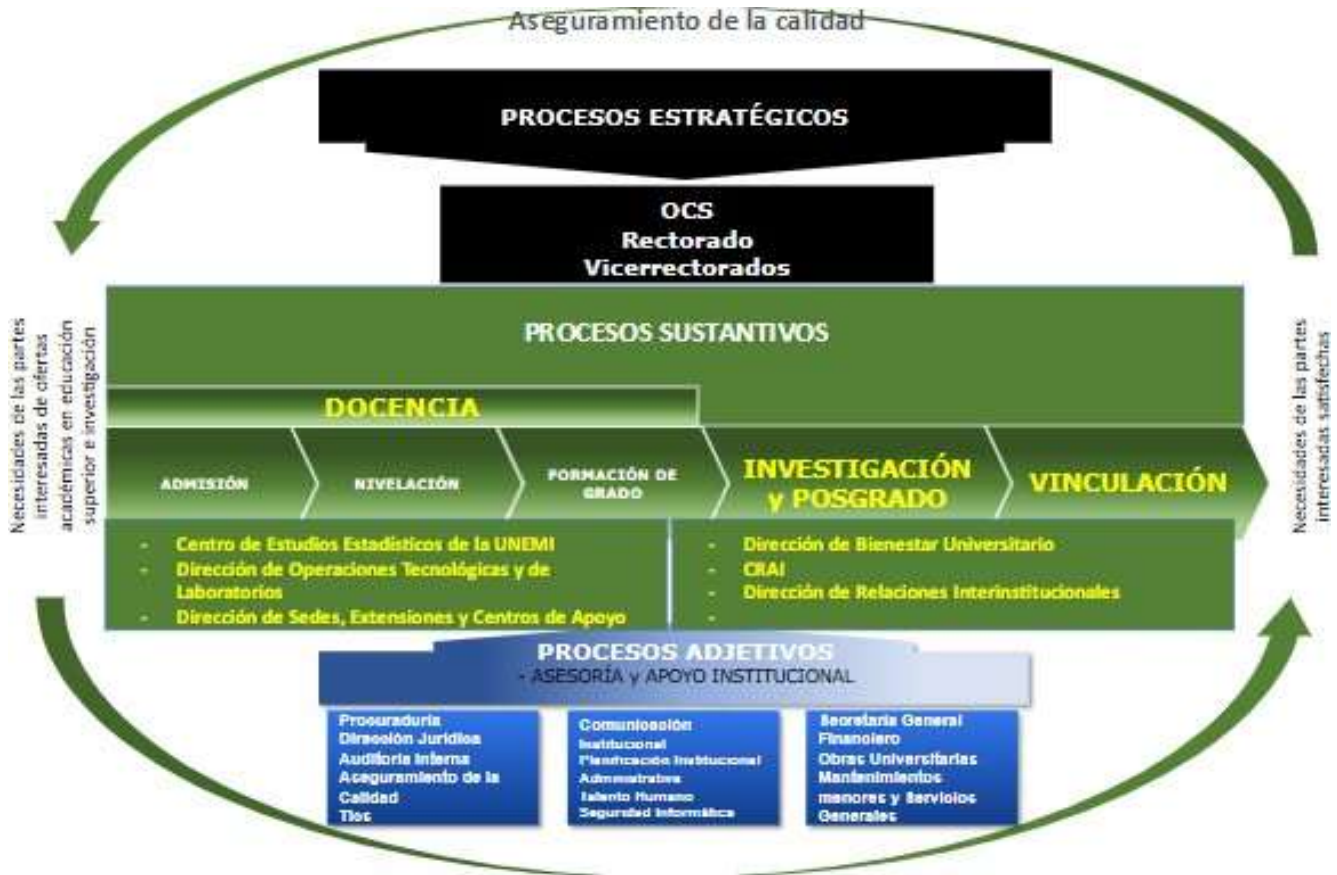 Aseguramiento de la calidad
PROCESOS ESTRATÉGICOS
OCS
Rectorado
Vicerrectorados
Necesidades de las partes
interesadas de ofertas
académicas en educación
superior e investigación
PROCESOS SUSTANTIVOS
DOCENCIA
ADMISIÓN
NIVELACIÓN
FORMACIÓN DE
GRADO
INVESTIGACIÓN
y POSGRADO
VINCULACIÓN
- Centro de Estudios Estadísticos de la UNEMI
- Dirección de Operaciones Tecnológicas y de
Laboratorios
- Dirección de Sedes, Extensiones y Centros de Apoyo
- Dirección de Bienestar Universitario
- CRAI
- Dirección de Relaciones Interinstitucionales
-
Necesidades de las partes
interesadas satisfechas
PROCESOS ADJETIVOS
- ASESORÍA y APOYO INSTITUCIONAL
Procuraduría
Dirección Jurídica
Auditoría Interna
Aseguramiento de la
Calidad
Tics
Comunicación
Institucional
Planificación Institucional
Administrativa
Talento Humano
Seguridad Informática
Secretaría General
Financiero
Obras Universitarias
Mantenimientos
menores y Servicios
Generales